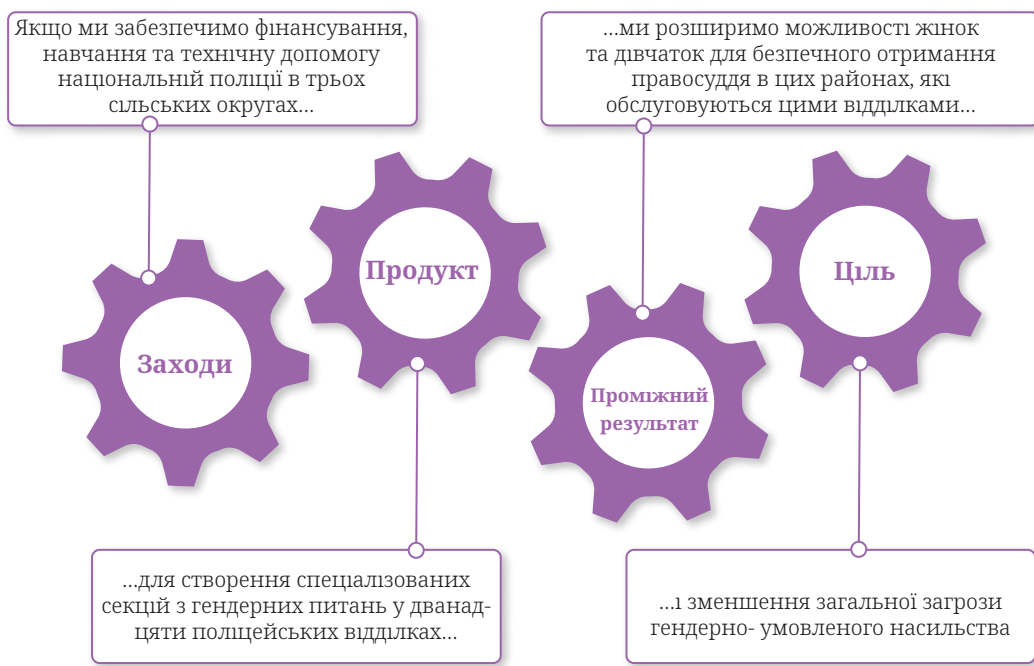 Якщо ми забезпечимо фінансування,
навчання та технічну допомогу
національній поліції в трьох
сільських округах...
...ми розширимо можливості жінок
та дівчаток для безпечного отримання
правосуддя в цих районах, які
обслуговуються цими відділками...
Заходи
Продукт
Проміжний
результат
Ціль
...для створення спеціалізованих
секцій з гендерних питань у дванад-
цяти поліцейських відділках...
...і зменшення загальної загрози
гендерно- умовленого насильства